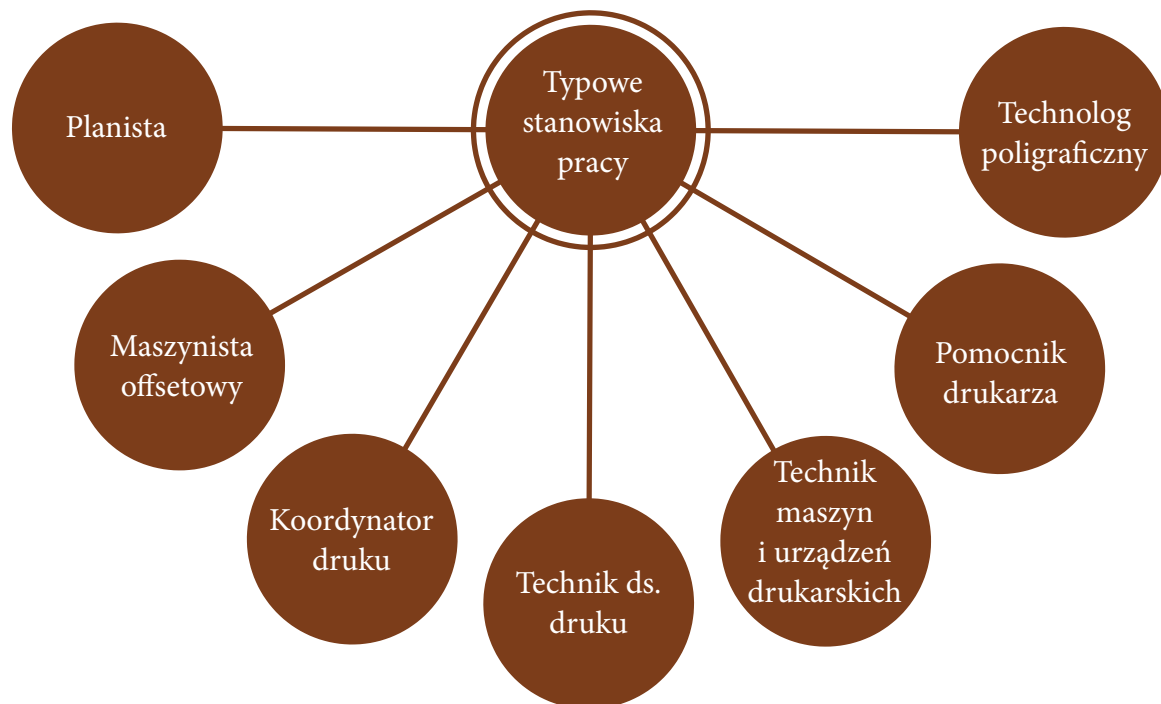 Typowe
stanowiska
pracy
Planista
Maszynista
offsetowy
Koordynator
druku
Technik ds.
druku
Technik
maszyn
i urządzeń
drukarskich
Pomocnik
drukarza
Technolog
poligraficzny